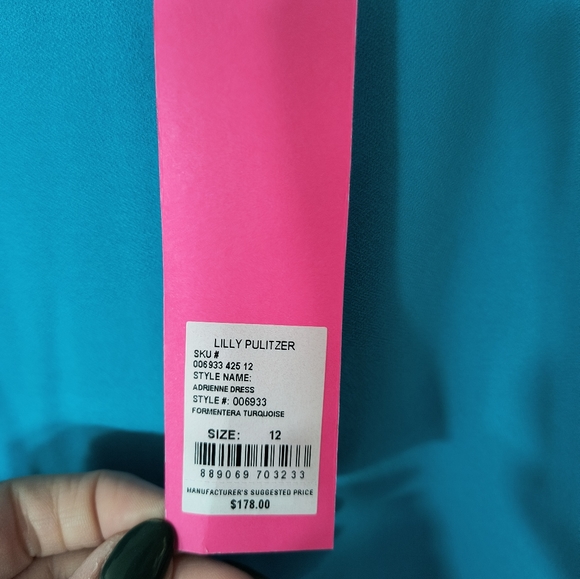 LILLY PULITZER
SKU #
006933 425 12
STYLE NAME:
ADRIENNE DRESS
STYLE #: 006933
FORMENTERA TURQUOISE
SIZE: 12
889069 703233
MANUFACTURER'S SUGGESTED PRICE
$178.00